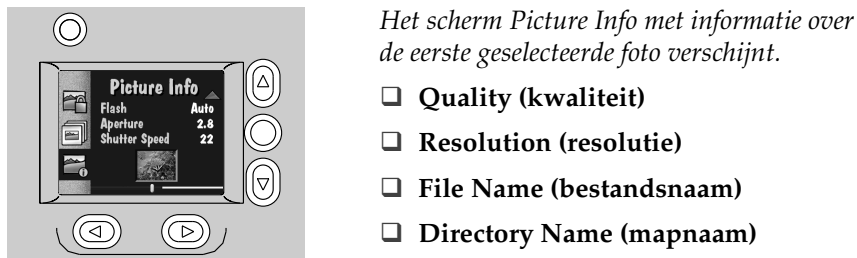 Picture Info
Flash Auto
Aperture 2.8
Shutter Speed 22
Het scherm Picture Info met informatie over
de eerste geselecteerde foto verschijnt.
❑ Quality (kwaliteit)
❑ Resolution (resolutie)
❑ File Name (bestandsnaam)
❑ Directory Name (mapnaam)